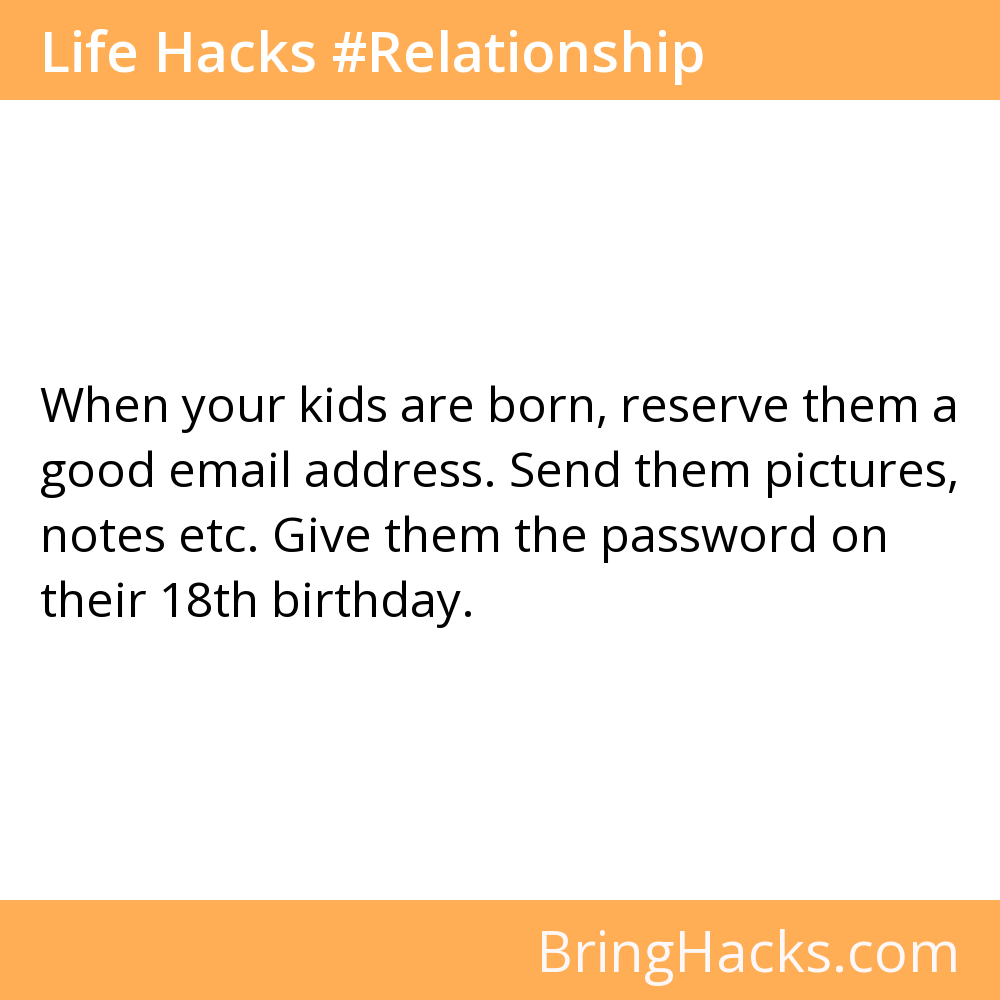 Life Hacks #Relationship
When your kids are born, reserve them a
good email address. Send them pictures,
notes etc. Give them the password on
their 18th birthday.
BringHacks.com